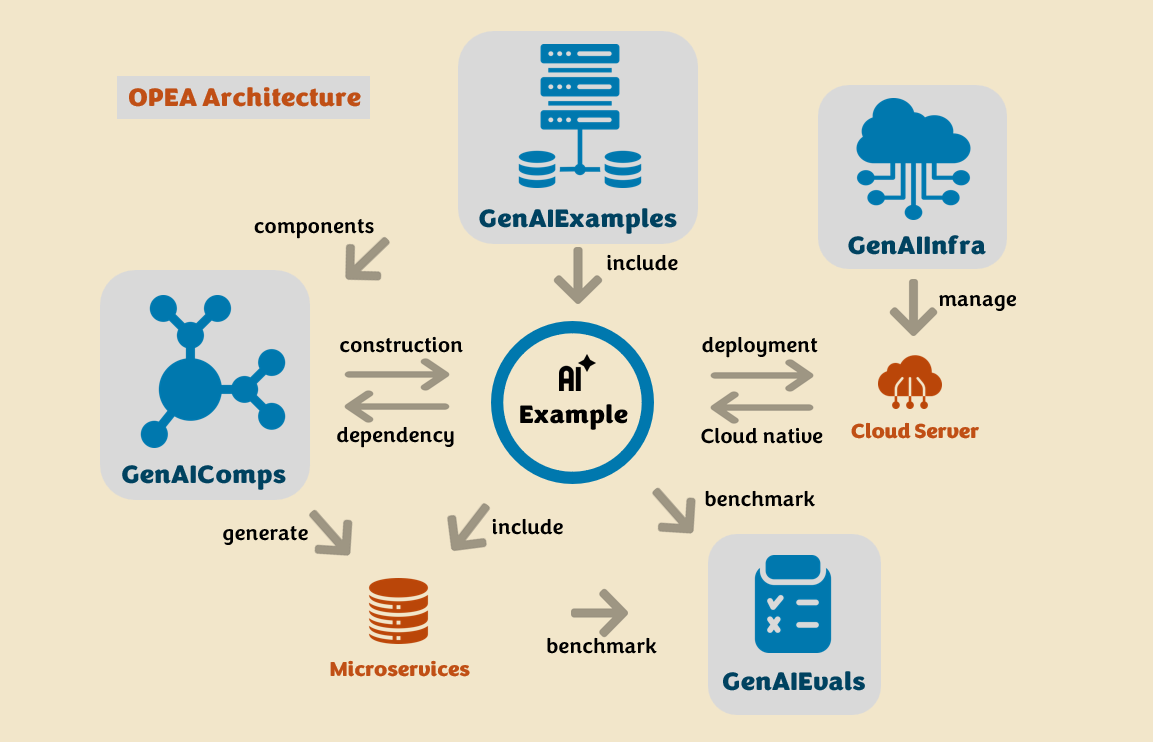 OPEA Architecture
GenAIExamples
GenAIInfra
components
include
manage
construction
dependency
AI
Example
deployment
Cloud native
Cloud Server
GenAIComps
generate
include
benchmark
Microservices
benchmark
GenAIEvals